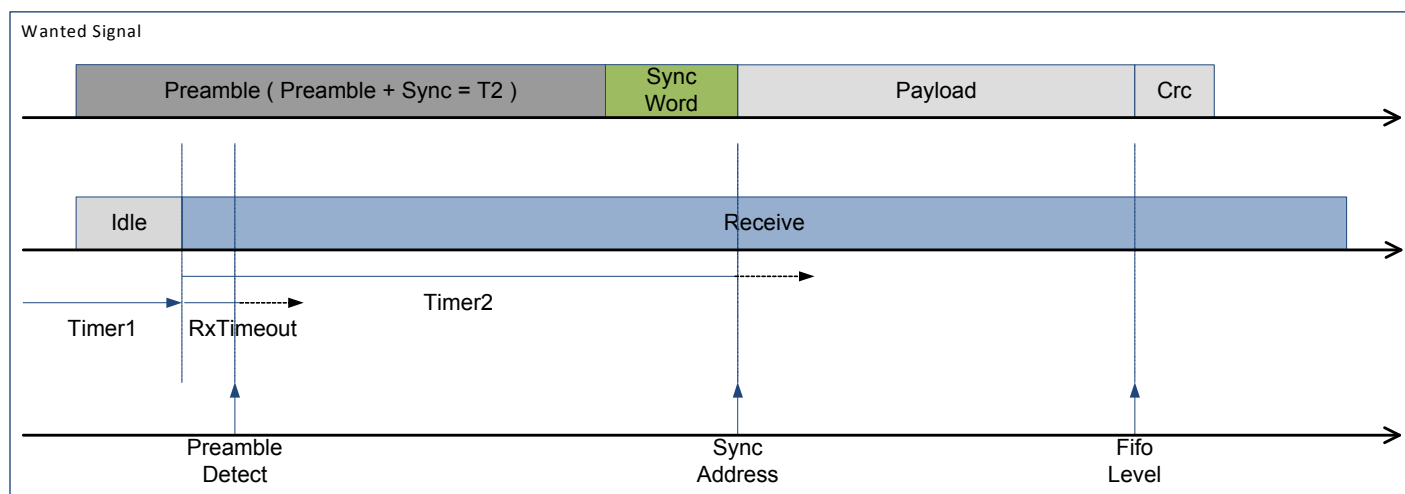 Wanted Signal
Preamble ( Preamble + Sync = T2 )
Sync
Word
Payload
Crc
Idle
Receive
Timer1
RxTimeout
Timer2
Preamble
Detect
Sync
Address
Fifo
Level